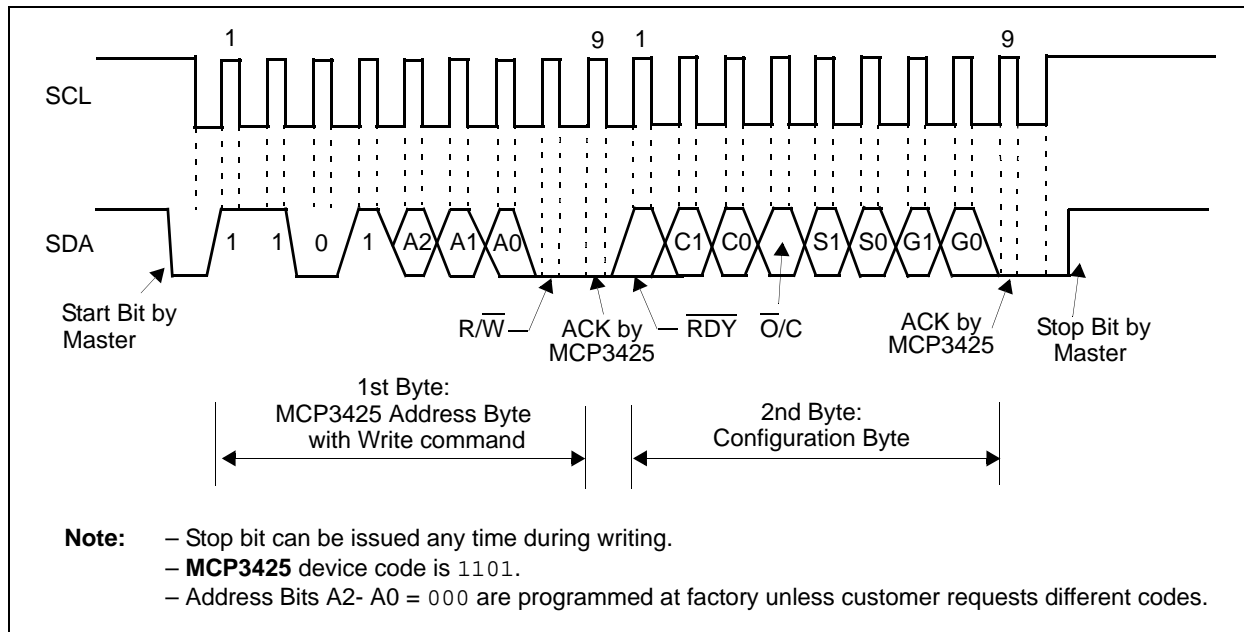 1 9 1 9
SCL
SDA 1 1 0 1 A2 A1 A0 C1 C0 S1 S0 G1 G0
Start Bit by
Master
R/W̅
ACK by
MCP3425
R̅D̅Y̅
O̅/C
ACK by
MCP3425
Stop Bit by
Master
1st Byte:
MCP3425 Address Byte
with Write command
2nd Byte:
Configuration Byte
Note: – Stop bit can be issued any time during writing.
– MCP3425 device code is 1101.
– Address Bits A2- A0 = 000 are programmed at factory unless customer requests different codes.